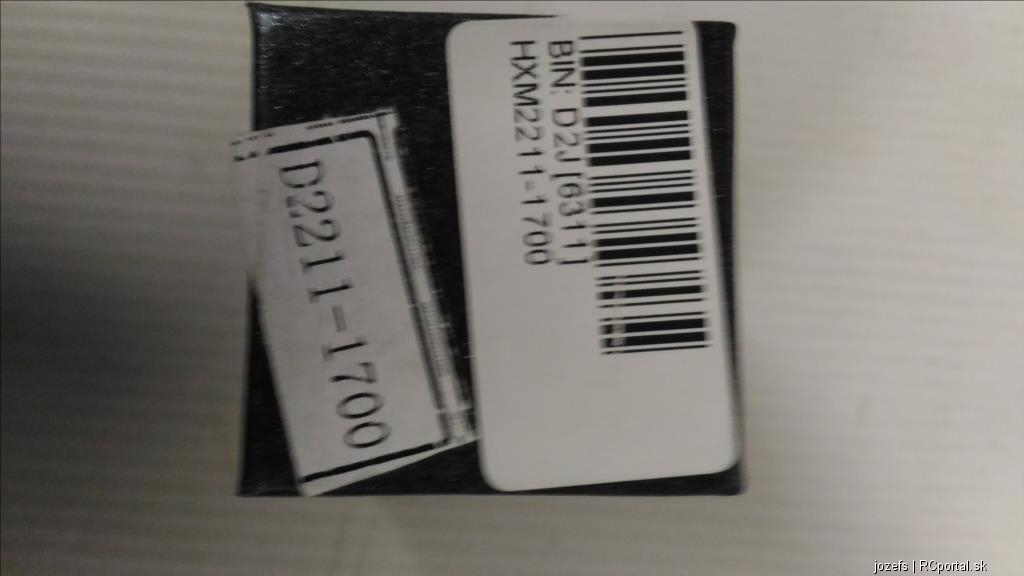 BIN: D2J [6311]
HXM2211-1700
D2211-1700
jozefs | RCportal.sk